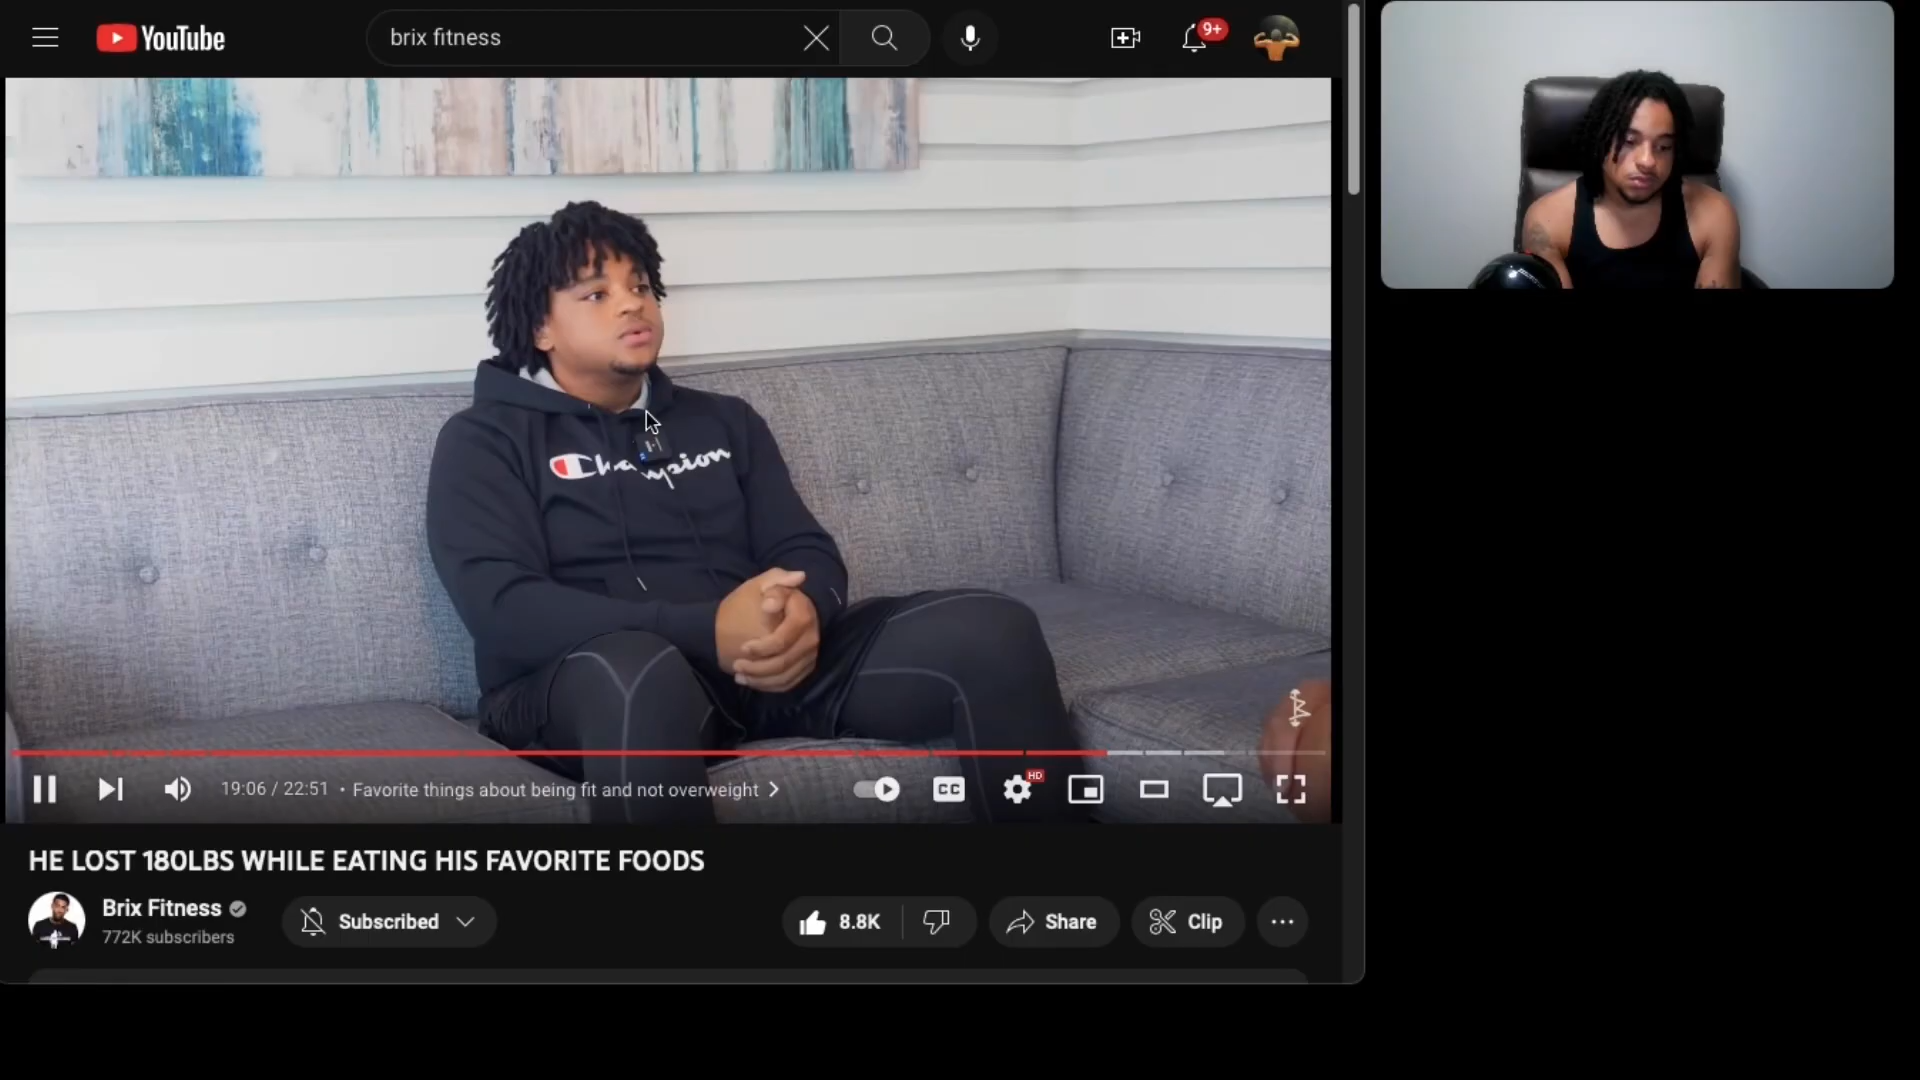 YouTube
brix fitness
9+
Champion
19:06 / 22:51 • Favorite things about being fit and not overweight
CC
HD
HE LOST 180LBS WHILE EATING HIS FAVORITE FOODS
Brix Fitness
772K subscribers
Subscribed
8.8K
Share
Clip